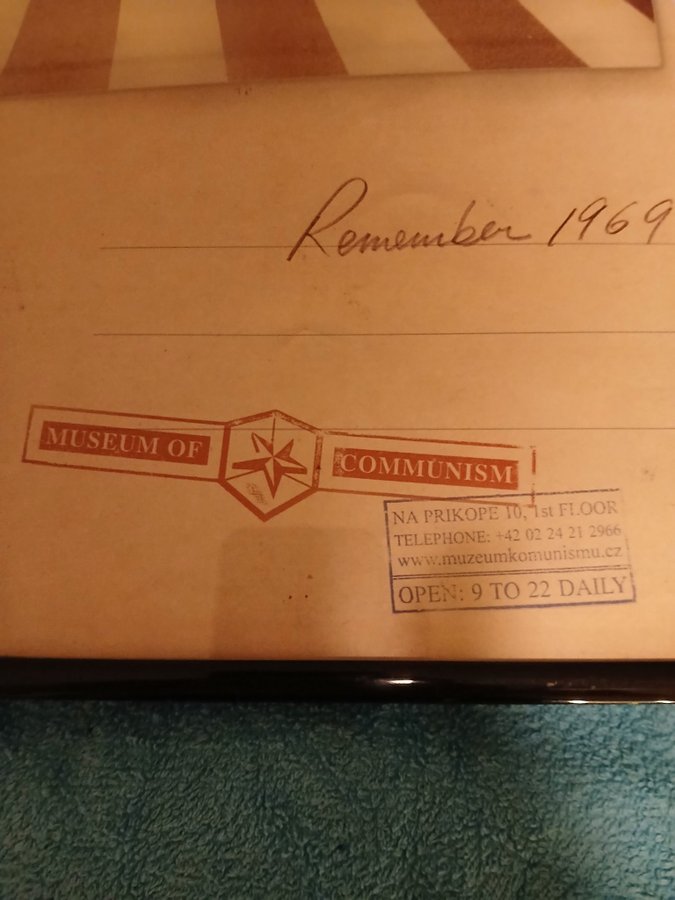 Remember 1969
MUSEUM OF COMMUNISM
NA PRIKOPE 10, 1st FLOOR
TELEPHONE: +42 02 24 21 2966
www.muzeumkomunismu.cz
OPEN: 9 TO 22 DAILY